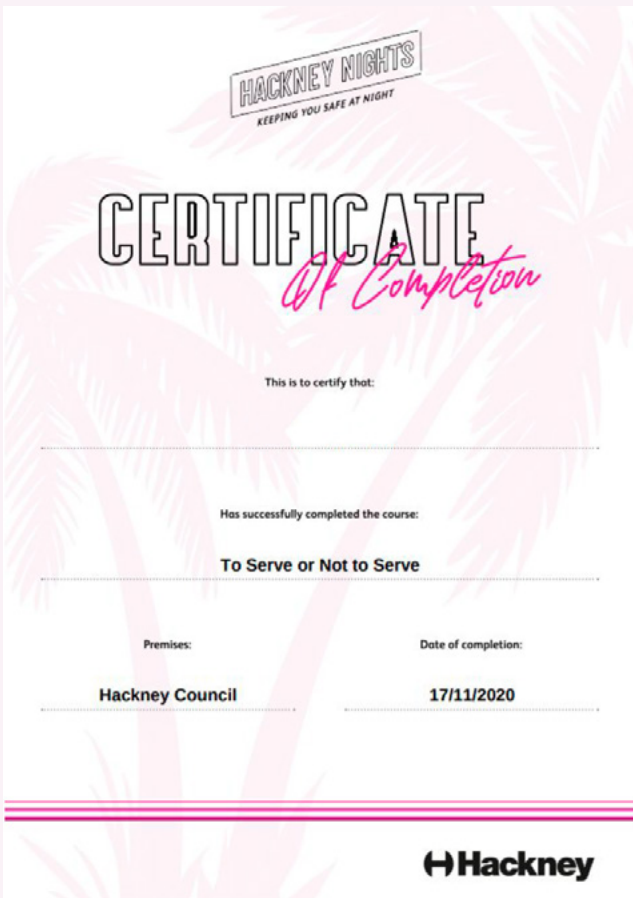 HACKNEY NIGHTS
KEEPING YOU SAFE AT NIGHT
CERTIFICATE
Of Completion
This is to certify that:
Has successfully completed the course:
To Serve or Not to Serve
Premises: Date of completion:
Hackney Council 17/11/2020
Hackney